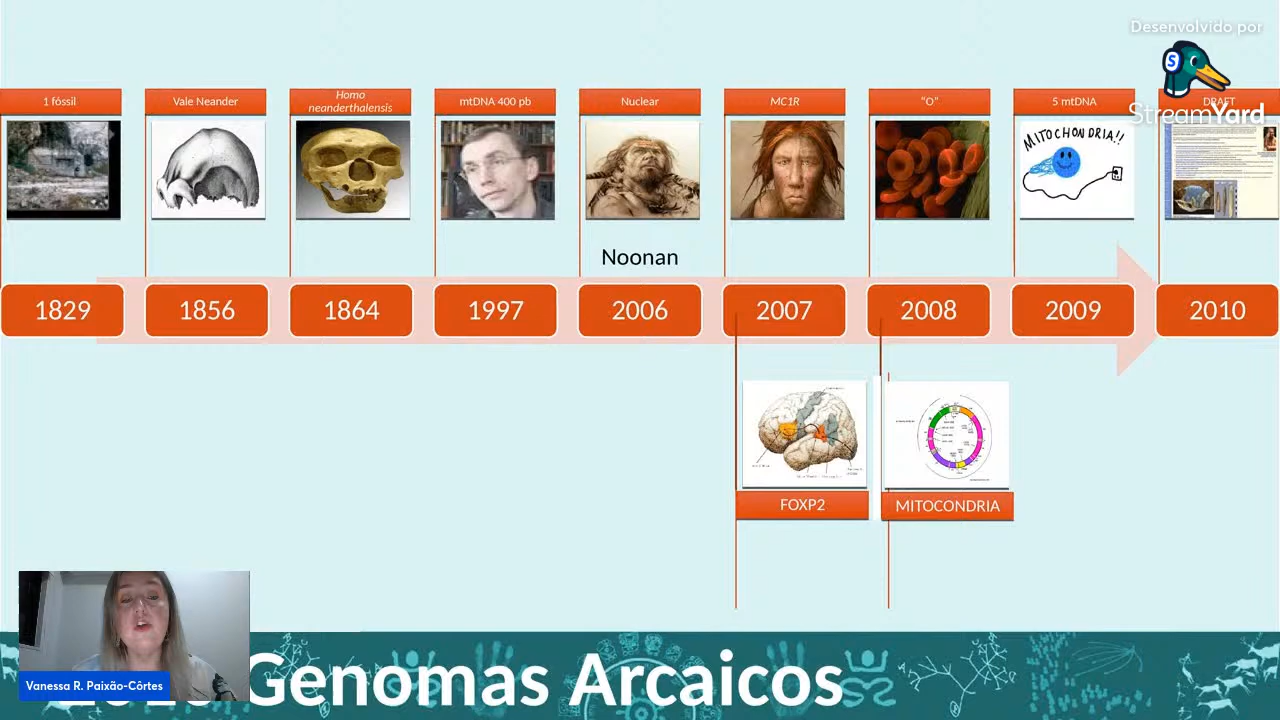 Desenvolvido por
StreamYard
1 fóssil
Vale Neander
Homo
neanderthalensis
mtDNA 400 pb
Nuclear
MC1R
“O”
5 mtDNA
DRAFT
MITOCHONDRIA!!
Noonan
1829
1856
1864
1997
2006
2007
2008
2009
2010
FOXP2
MITOCONDRIA
Vanessa R. Paixão-Côrtes
Genomas Arcaicos